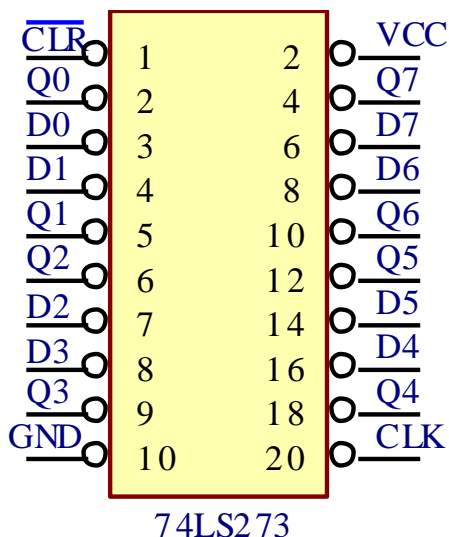 CLR 1 2 VCC
Q0 2 4 Q7
D0 3 6 D7
D1 4 8 D6
Q1 5 10 Q6
Q2 6 12 Q5
D2 7 14 D5
D3 8 16 D4
Q3 9 18 Q4
GND 10 20 CLK
74LS273